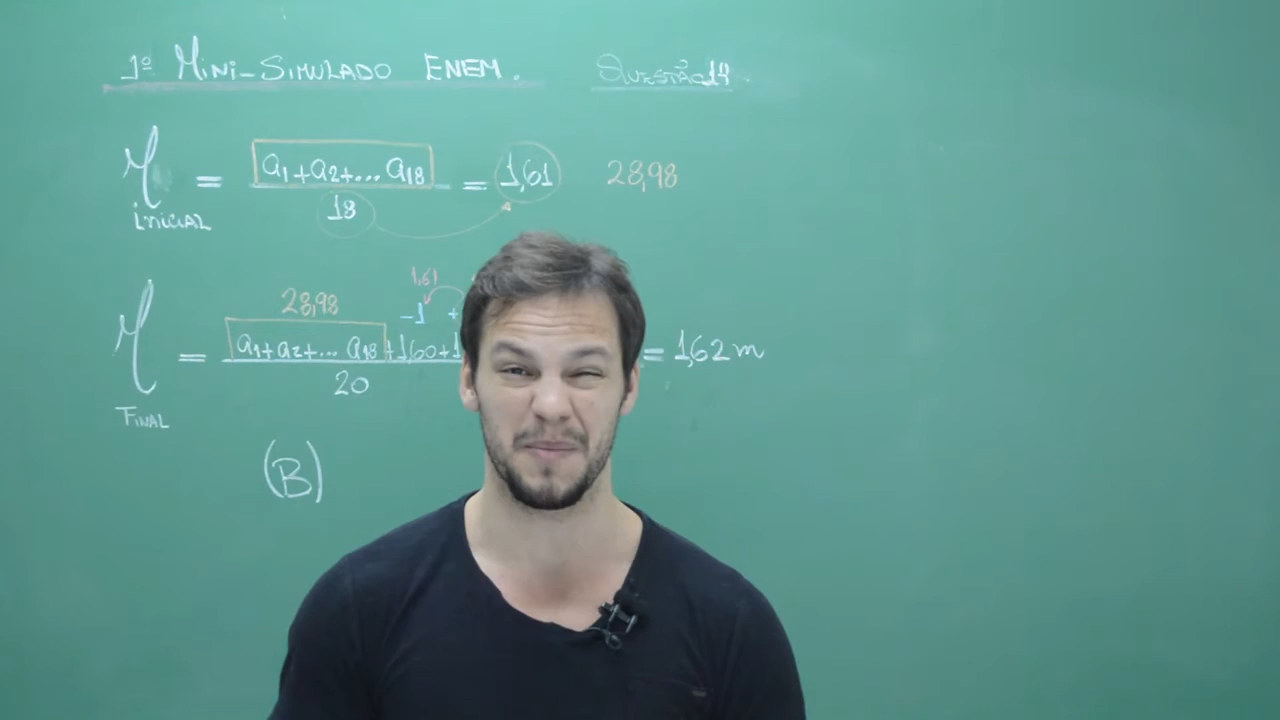 1º MINI-SIMULADO ENEM. QUESTÃO 14
M INICIAL = a1+a2+... a18 / 18 = 1,61 28,98
1,61
28,98 -1 +
M FINAL = a1+a2+... a18 +1,60+1 / 20 = 1,62 m
(B)